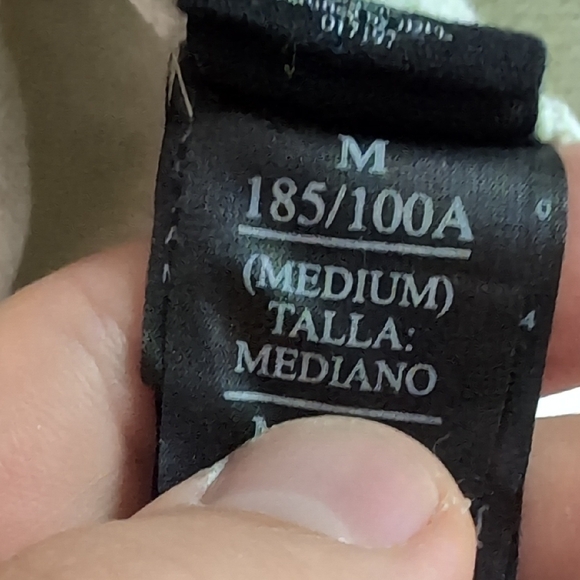 M
185/100A
(MEDIUM)
TALLA:
MEDIANO